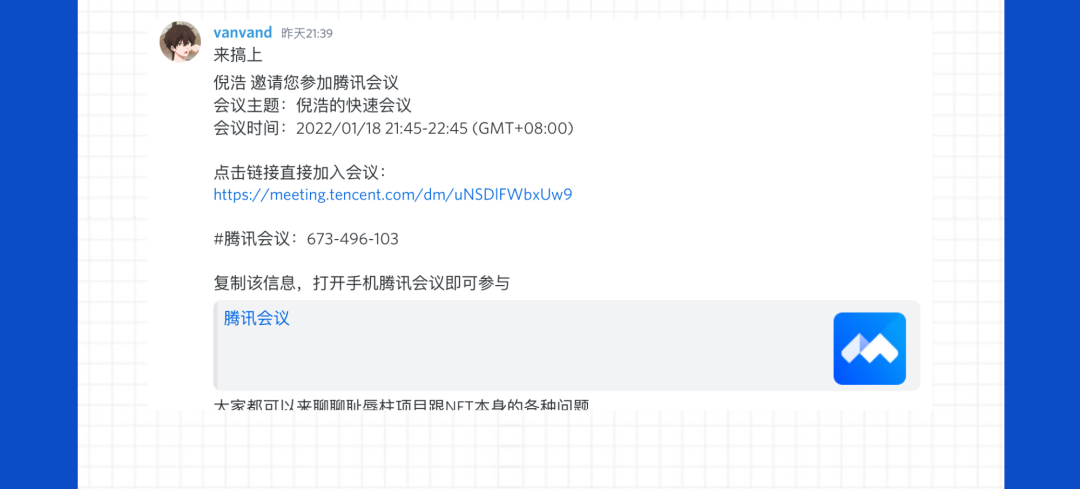 vanvand 昨天21:39
来搞上
倪浩 邀请您参加腾讯会议
会议主题：倪浩的快速会议
会议时间：2022/01/18 21:45-22:45 (GMT+08:00)
点击链接直接加入会议：
https://meeting.tencent.com/dm/uNSDlFWbxUw9
#腾讯会议：673-496-103
复制该信息，打开手机腾讯会议即可参与
腾讯会议
大家都可以来聊聊耻辱柱项目跟NFT本身的各种问题